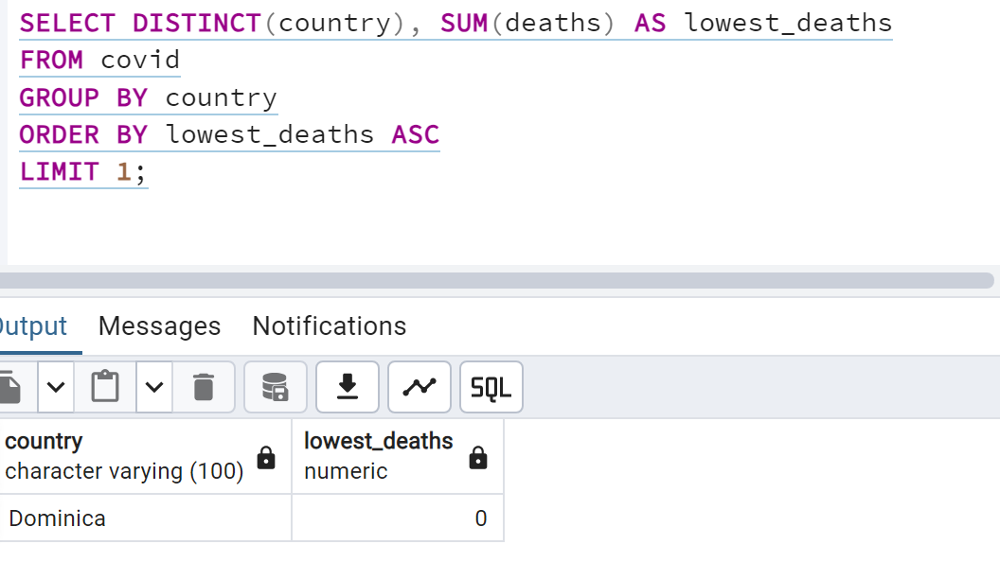 SELECT DISTINCT(country), SUM(deaths) AS lowest_deaths
FROM covid
GROUP BY country
ORDER BY lowest_deaths ASC
LIMIT 1;
Output Messages Notifications
SQL
country lowest_deaths
character varying (100) numeric
Dominica 0